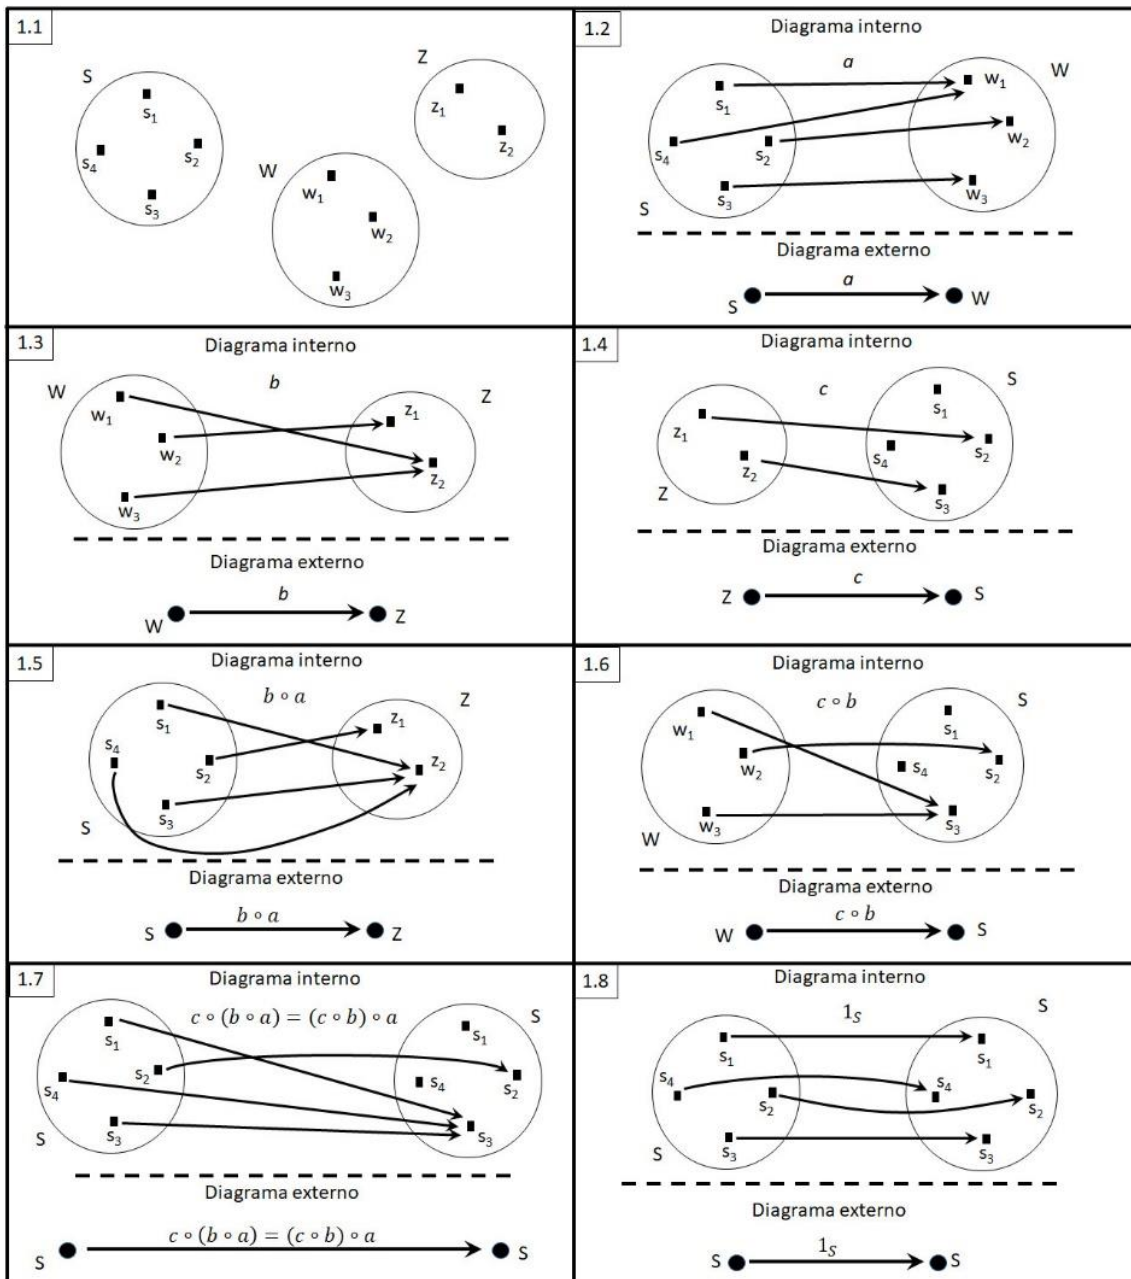 1.1
S
s1
s2
s3
s4
Z
z1
z2
W
w1
w2
w3
1.2
Diagrama interno
a
W
w1
s1
w2
s4
s2
w3
s3
S
Diagrama externo
a
S
W
1.3
Diagrama interno
b
W
Z
w1
z1
w2
z2
w3
Diagrama externo
b
W
Z
1.4
Diagrama interno
c
S
s1
z1
s4
s2
z2
s3
Z
Diagrama externo
c
Z
S
1.5
Diagrama interno
b ∘ a
Z
s1
z1
s4
s2
z2
s3
S
Diagrama externo
b ∘ a
S
Z
1.6
Diagrama interno
c ∘ b
S
w1
s1
w2
s4
s2
w3
s3
W
Diagrama externo
c ∘ b
W
S
1.7
Diagrama interno
c ∘ (b ∘ a) = (c ∘ b) ∘ a
S
s1
s1
s2
s4
s4
s2
s3
s3
S
Diagrama externo
c ∘ (b ∘ a) = (c ∘ b) ∘ a
S
S
1.8
Diagrama interno
1S
S
s1
s1
s4
s4
s2
s2
s3
s3
S
Diagrama externo
1S
S
S